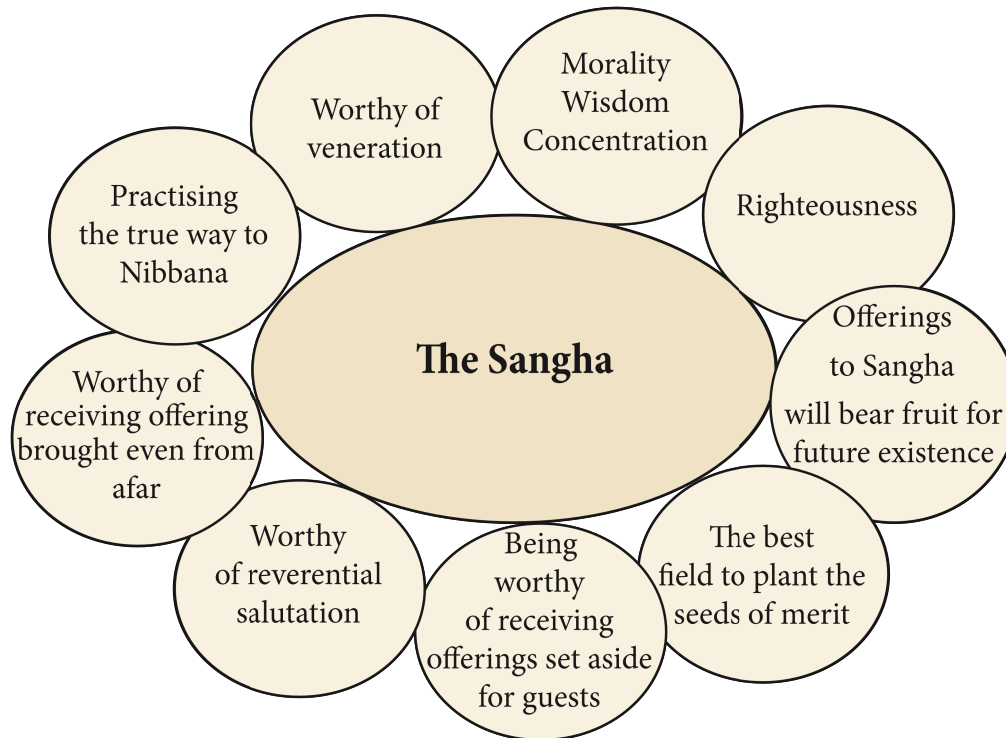 The Sangha
Morality
Wisdom
Concentration
Righteousness
Offerings
to Sangha
will bear fruit for
future existence
The best
field to plant the
seeds of merit
Being
worthy
of receiving
offerings set aside
for guests
Worthy
of reverential
salutation
Worthy of
receiving offering
brought even from
afar
Practising
the true way to
Nibbana
Worthy of
veneration